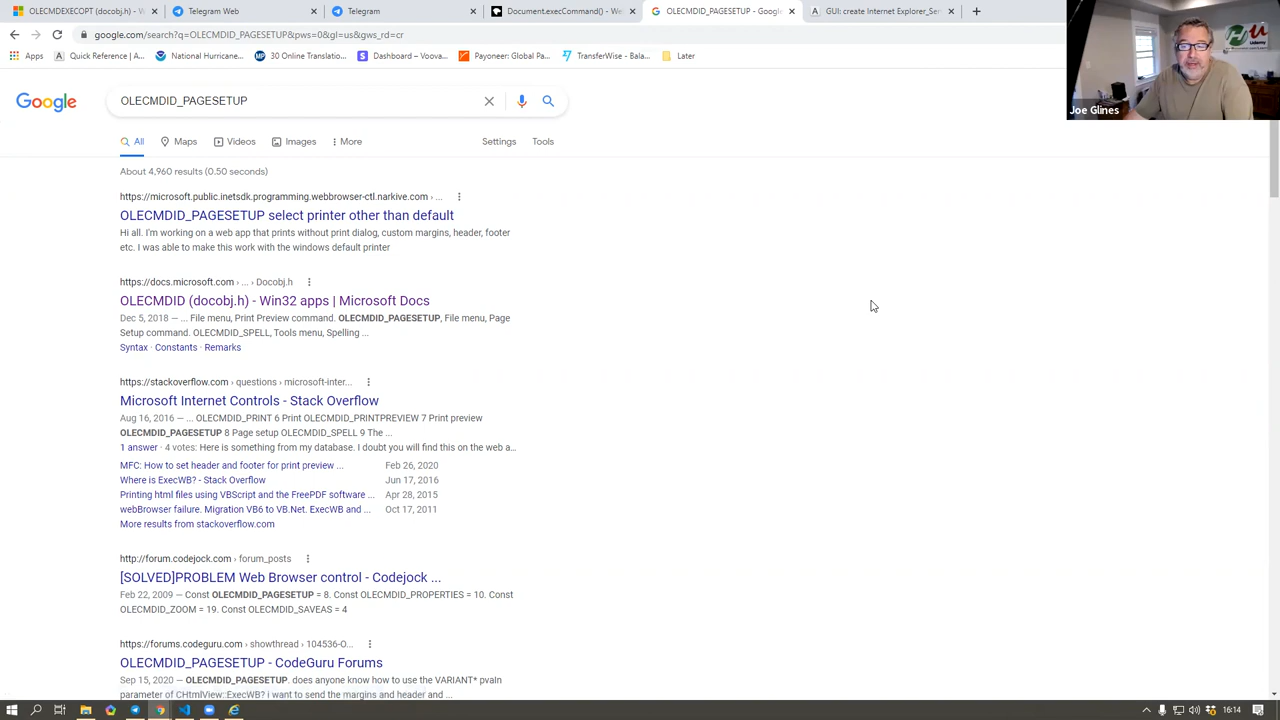 OLECMDEXECOPT (docobj.h) - W
Telegram Web
Telegram
Document.execCommand() - We
OLECMDID_PAGESETUP - Google
GUI: create Internet Explorer_Ser
google.com/search?q=OLECMDID_PAGESETUP&pws=0&gl=us&gws_rd=cr
Apps
Quick Reference | A...
National Hurricane...
30 Online Translation...
Dashboard – Voova...
Payoneer: Global Pa...
TransferWise - Bala...
Later
Joe Glines
Google
OLECMDID_PAGESETUP
All
Maps
Videos
Images
More
Settings
Tools
About 4,960 results (0.50 seconds)
https://microsoft.public.inetsdk.programming.webbrowser-ctl.narkive.com › ...
OLECMDID_PAGESETUP select printer other than default
Hi all. I'm working on a web app that prints without print dialog, custom margins, header, footer
etc. I was able to make this work with the windows default printer
https://docs.microsoft.com › ... › Docobj.h
OLECMDID (docobj.h) - Win32 apps | Microsoft Docs
Dec 5, 2018 — ... File menu, Print Preview command. OLECMDID_PAGESETUP, File menu, Page
Setup command. OLECMDID_SPELL, Tools menu, Spelling ...
Syntax · Constants · Remarks
https://stackoverflow.com › questions › microsoft-inter...
Microsoft Internet Controls - Stack Overflow
Aug 16, 2016 — ... OLECMDID_PRINT 6 Print OLECMDID_PRINTPREVIEW 7 Print preview
OLECMDID_PAGESETUP 8 Page setup OLECMDID_SPELL 9 The ...
1 answer · 4 votes: Here is something from my database. I doubt you will find this on the web a...
MFC: How to set header and footer for print preview ... Feb 26, 2020
Where is ExecWB? - Stack Overflow Jun 17, 2016
Printing html files using VBScript and the FreePDF software ... Apr 28, 2015
webBrowser failure. Migration VB6 to VB.Net. ExecWB and ... Oct 17, 2011
More results from stackoverflow.com
http://forum.codejock.com › forum_posts
[SOLVED]PROBLEM Web Browser control - Codejock ...
Feb 22, 2009 — Const OLECMDID_PAGESETUP = 8. Const OLECMDID_PROPERTIES = 10. Const
OLECMDID_ZOOM = 19. Const OLECMDID_SAVEAS = 4
https://forums.codeguru.com › showthread › 104536-O...
OLECMDID_PAGESETUP - CodeGuru Forums
Sep 15, 2020 — OLECMDID_PAGESETUP. does anyone know how to use the VARIANT* pvaIn
parameter of CHtmlView::ExecWB? i want to send the margins and header and ...
16:14